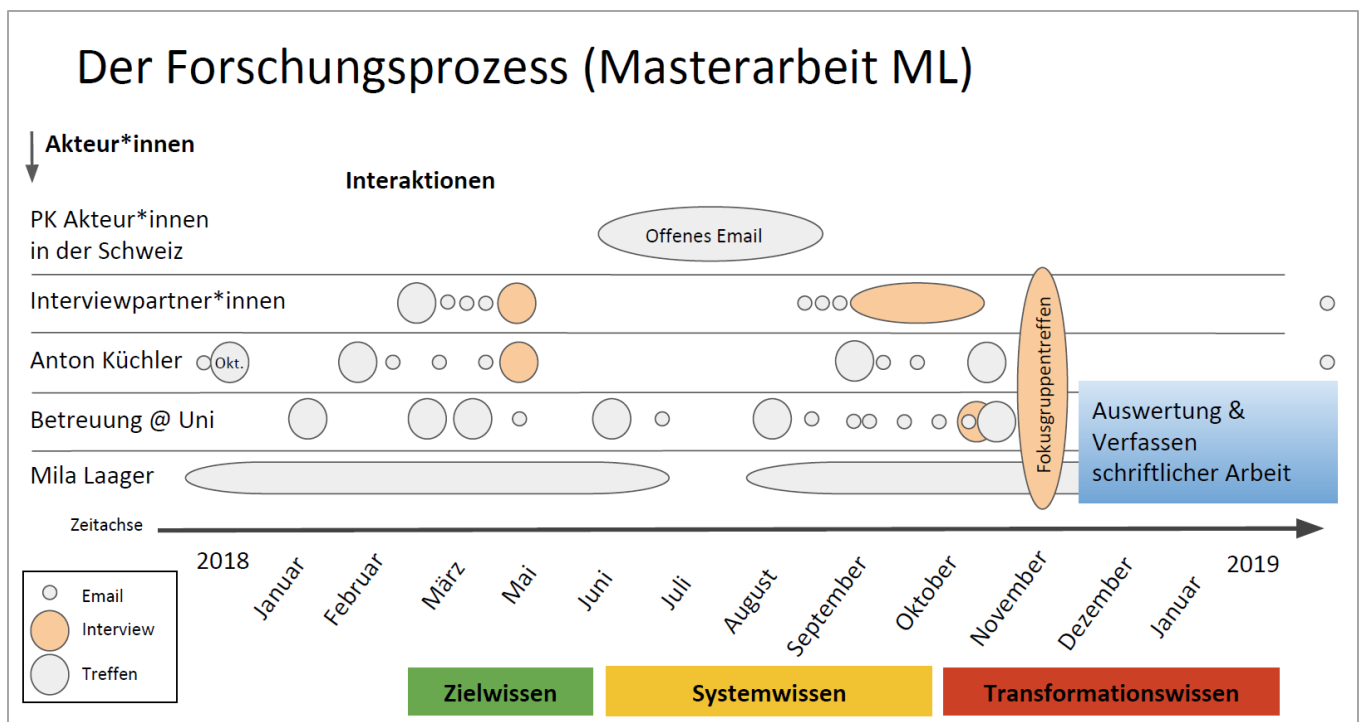 Der Forschungsprozess (Masterarbeit ML)
Akteur*innen
Interaktionen
PK Akteur*innen
in der Schweiz
Offenes Email
Interviewpartner*innen
Anton Küchler
Okt.
Betreuung @ Uni
Mila Laager
Fokusgruppentreffen
Auswertung &
Verfassen
schriftlicher Arbeit
Zeitachse
2018
Januar
Februar
März
Mai
Juni
Juli
August
September
Oktober
November
Dezember
Januar
2019
Email
Interview
Treffen
Zielwissen
Systemwissen
Transformationswissen